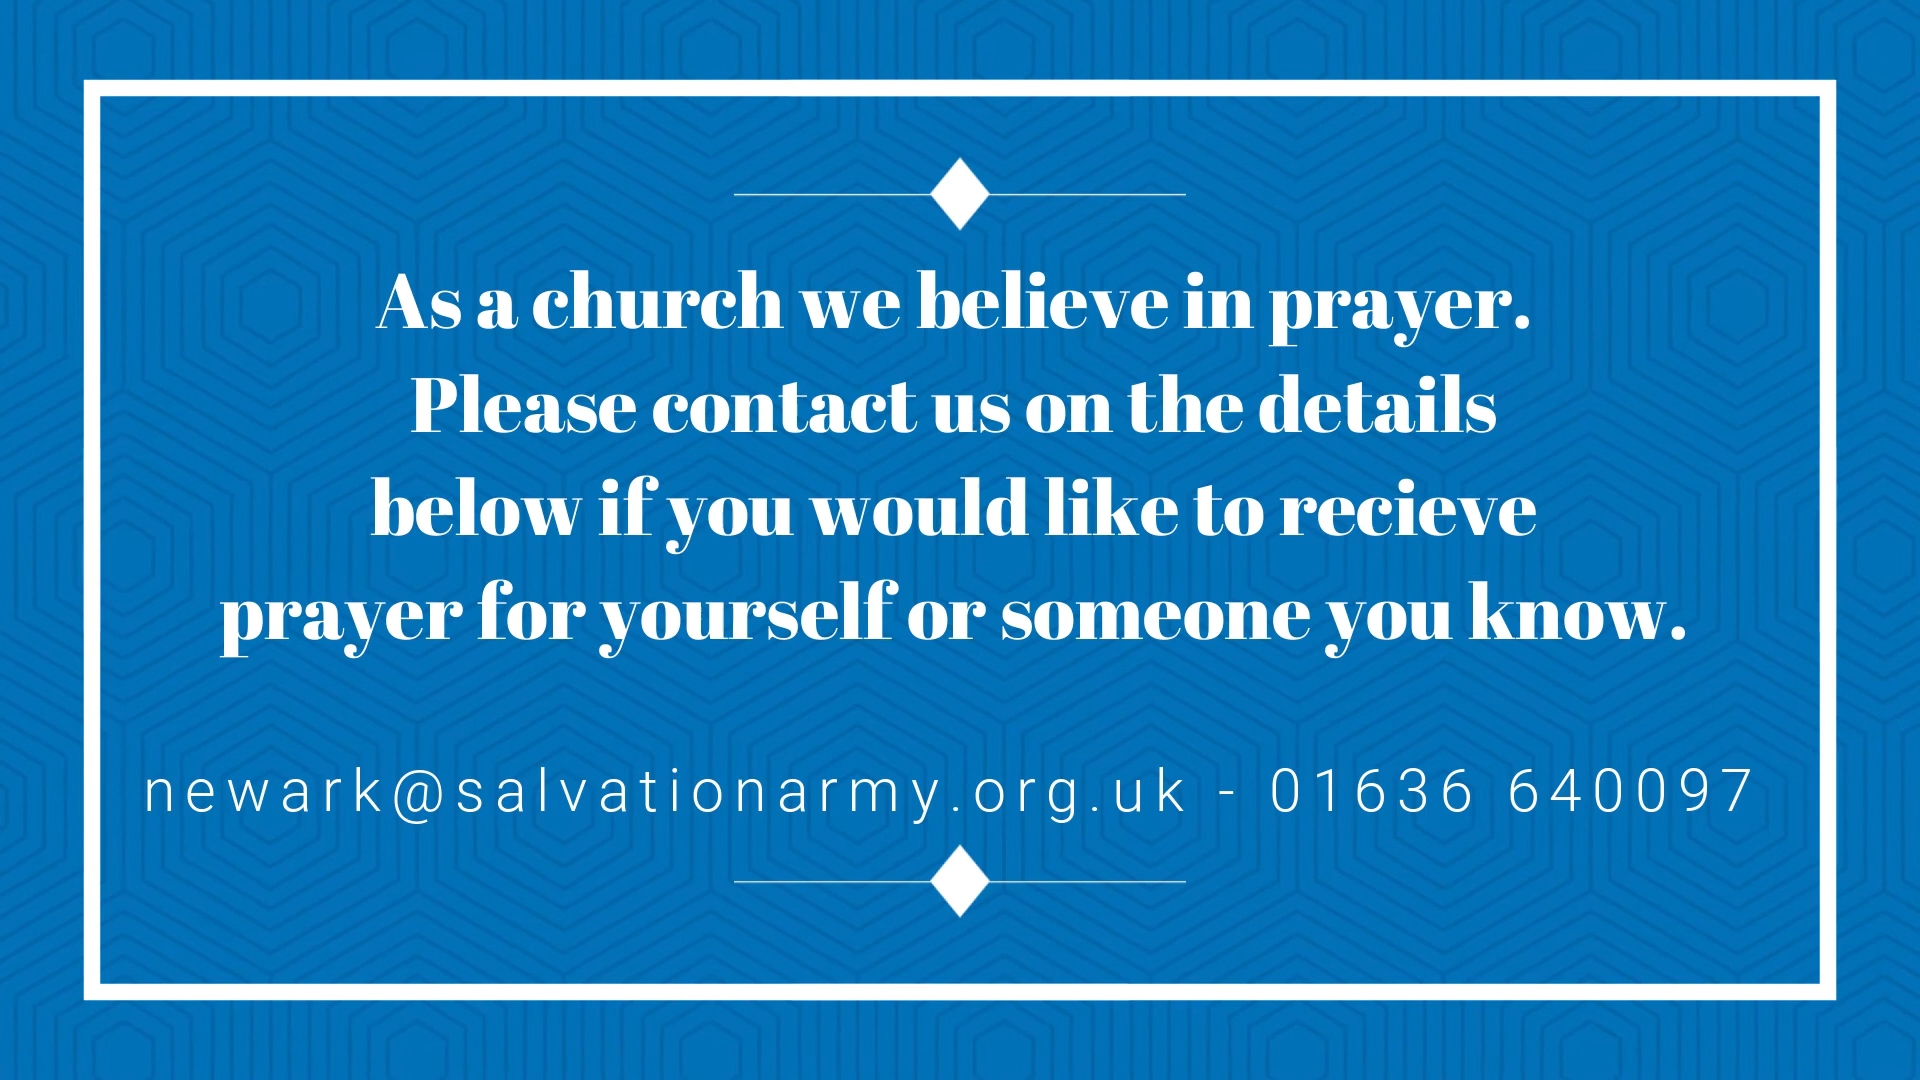 As a church we believe in prayer.
Please contact us on the details
below if you would like to recieve
prayer for yourself or someone you know.
newark@salvationarmy.org.uk - 01636 640097